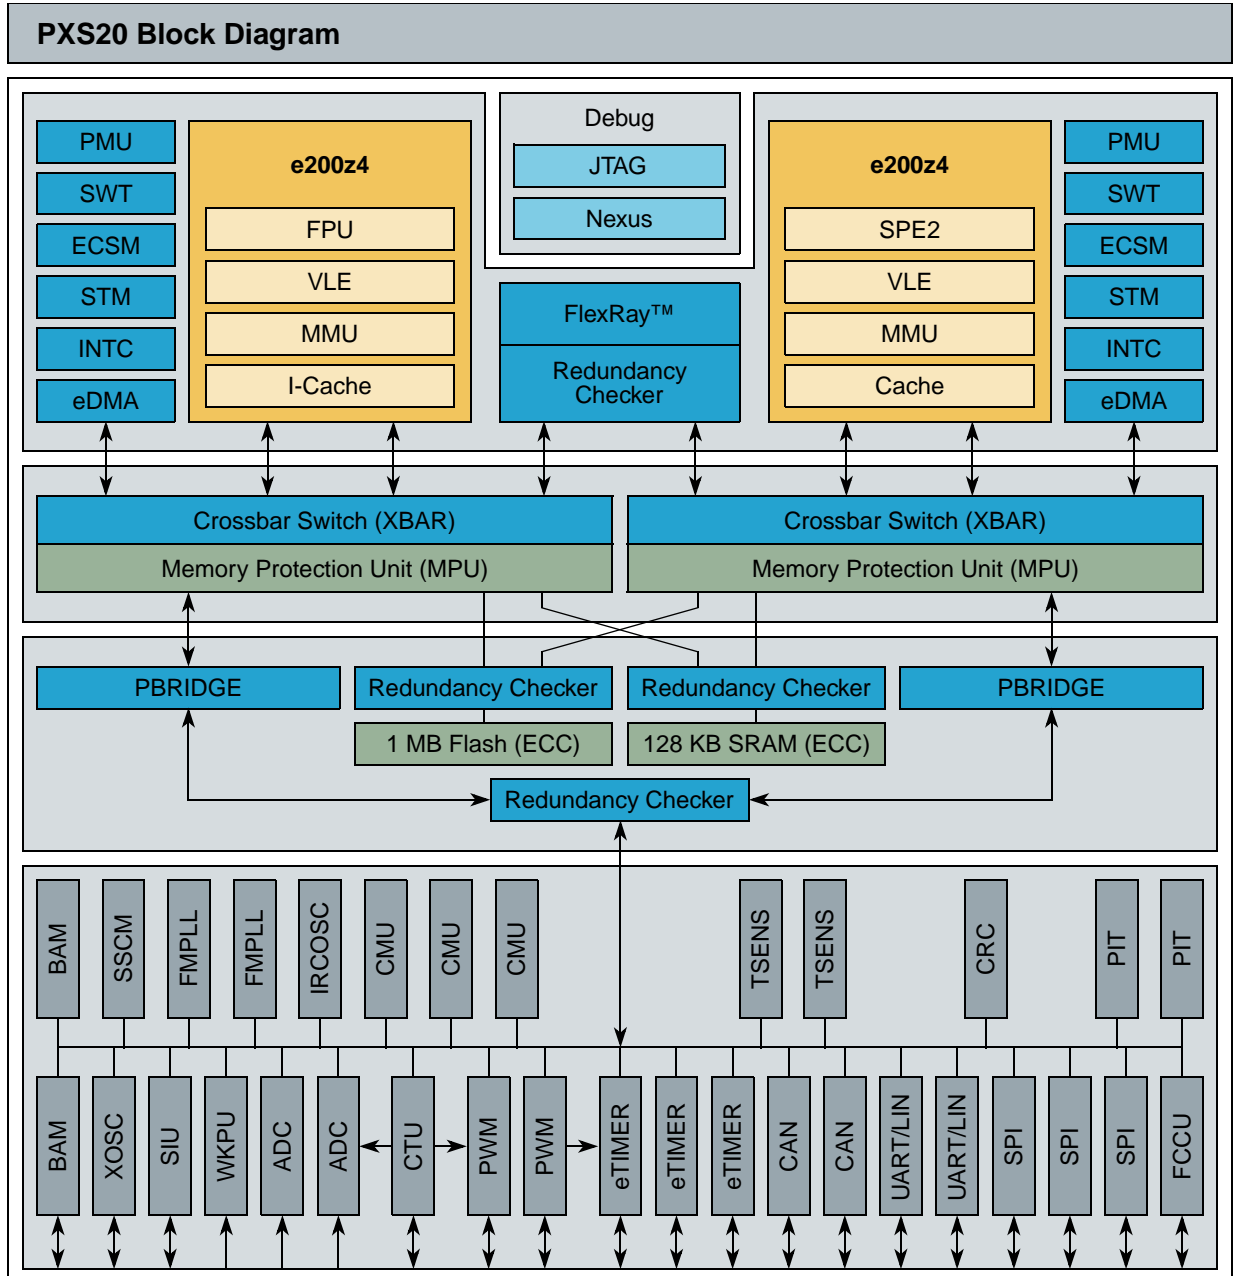 PXS20 Block Diagram
PMU
SWT
ECSM
STM
INTC
eDMA
e200z4
FPU
VLE
MMU
I-Cache
Debug
JTAG
Nexus
FlexRay™
Redundancy
Checker
e200z4
SPE2
VLE
MMU
Cache
PMU
SWT
ECSM
STM
INTC
eDMA
Crossbar Switch (XBAR)
Memory Protection Unit (MPU)
Crossbar Switch (XBAR)
Memory Protection Unit (MPU)
PBRIDGE
Redundancy Checker
Redundancy Checker
PBRIDGE
1 MB Flash (ECC)
128 KB SRAM (ECC)
Redundancy Checker
BAM
SSCM
FMPLL
FMPLL
IRCOSC
CMU
CMU
CMU
TSENS
TSENS
CRC
PIT
PIT
BAM
XOSC
SIU
WKPU
ADC
ADC
CTU
PWM
PWM
eTIMER
eTIMER
eTIMER
CAN
CAN
UART/LIN
UART/LIN
SPI
SPI
SPI
FCCU